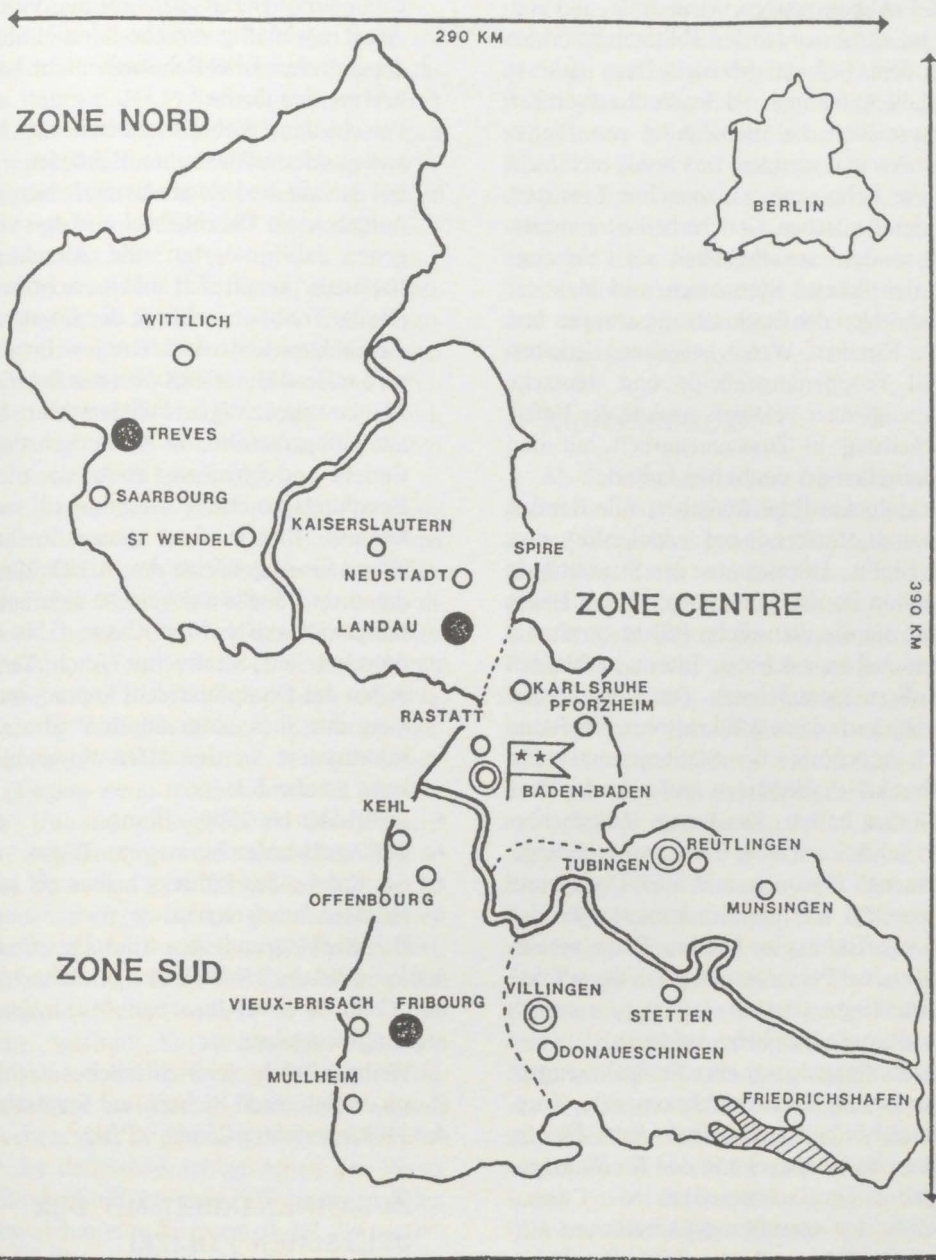 290 KM
ZONE NORD
BERLIN
WITTLICH
TREVES
SAARBOURG
ST WENDEL
KAISERSLAUTERN
NEUSTADT
SPIRE
LANDAU
ZONE CENTRE
390 KM
KARLSRUHE
PFORZHEIM
RASTATT
**
BADEN-BADEN
KEHL
TUBINGEN
REUTLINGEN
OFFENBOURG
MUNSINGEN
ZONE SUD
VILLINGEN
VIEUX-BRISACH
FRIBOURG
STETTEN
DONAUESCHINGEN
MULLHEIM
FRIEDRICHSHAFEN